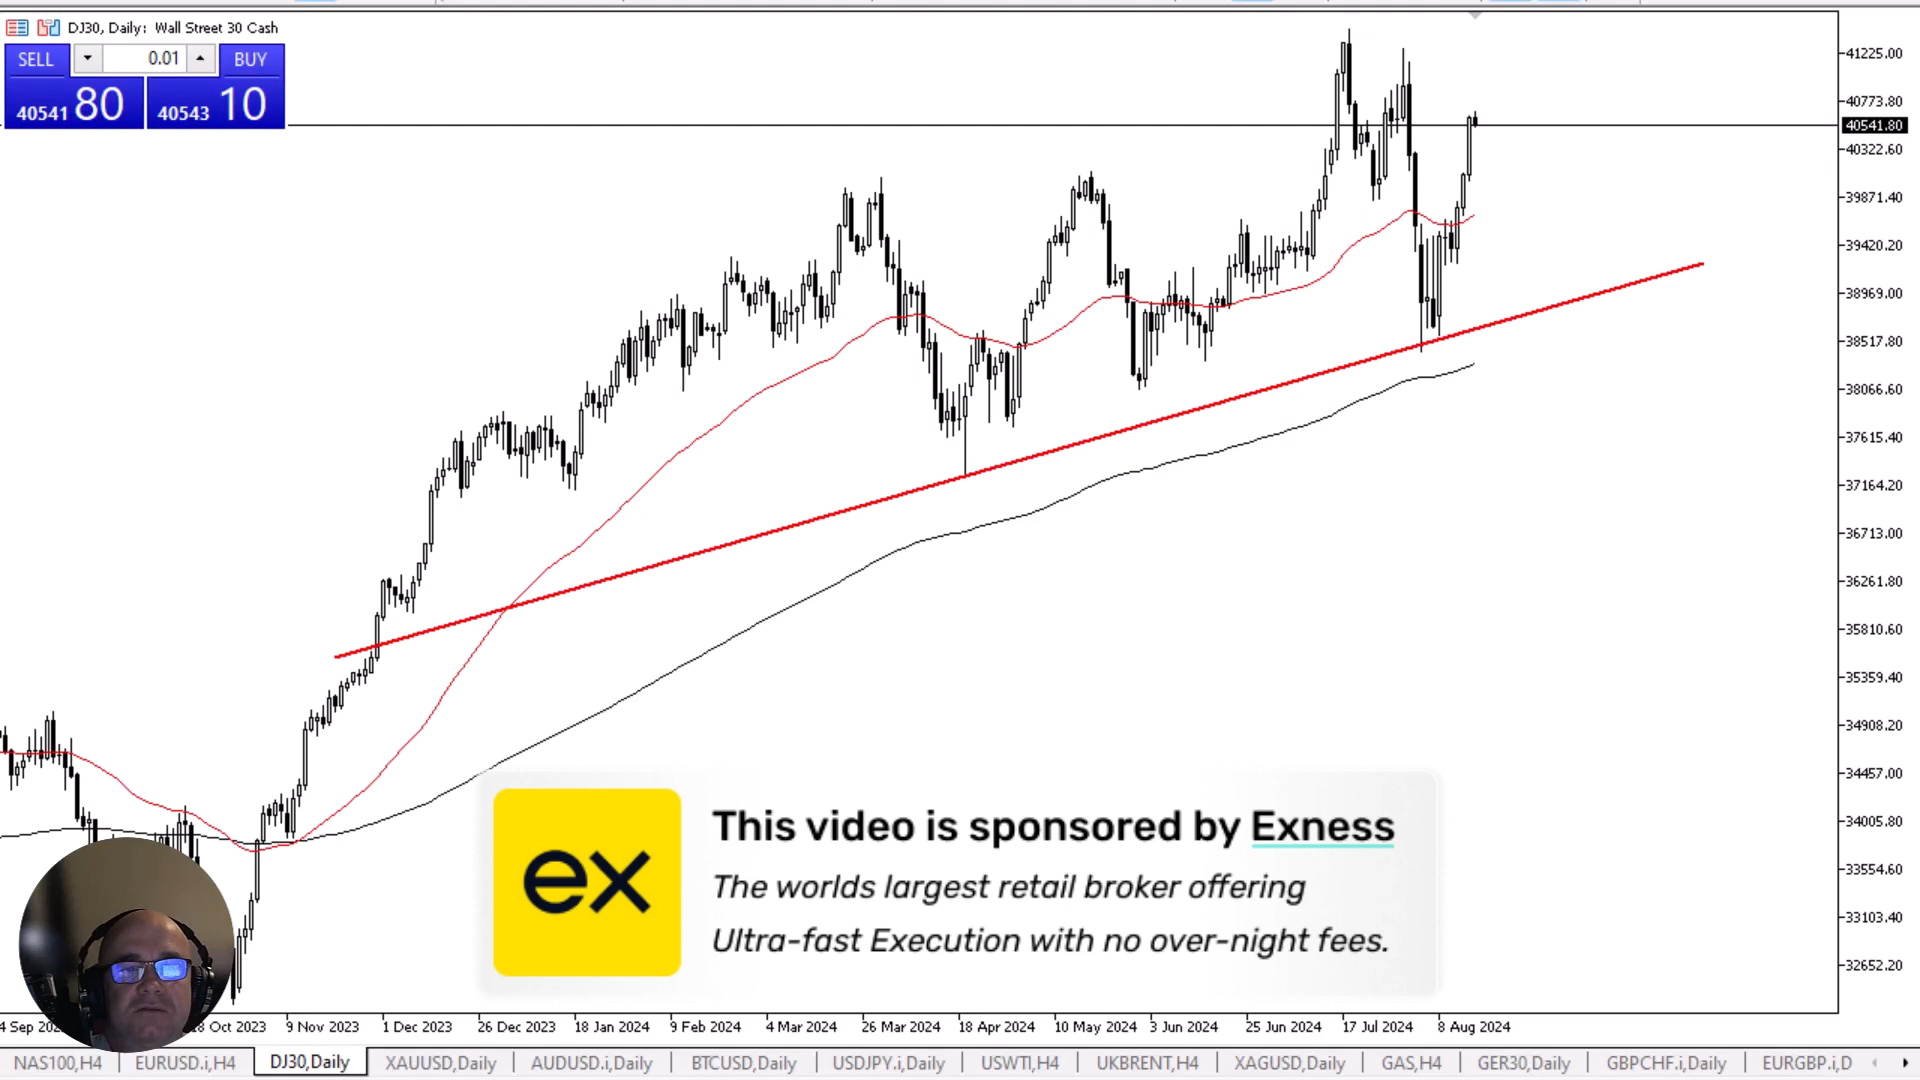 DJ30, Daily: Wall Street 30 Cash
SELL 0.01 BUY
40541 80 40543 10
41225.00
40773.80
40541.80
40322.60
39871.40
39420.20
38969.00
38517.80
38066.60
37615.40
37164.20
36713.00
36261.80
35810.60
35359.40
34908.20
34457.00
34005.80
33554.60
33103.40
32652.20
ex
This video is sponsored by Exness
The worlds largest retail broker offering
Ultra-fast Execution with no over-night fees.
4 Sep 18 Oct 2023 9 Nov 2023 1 Dec 2023 26 Dec 2023 18 Jan 2024 9 Feb 2024 4 Mar 2024 26 Mar 2024 18 Apr 2024 10 May 2024 3 Jun 2024 25 Jun 2024 17 Jul 2024 8 Aug 2024
NAS100,H4 EURUSD.i,H4 DJ30,Daily XAUUSD,Daily AUDUSD.i,Daily BTCUSD,Daily USDJPY.i,Daily USWTI,H4 UKBRENT,H4 XAGUSD,Daily GAS,H4 GER30,Daily GBPCHF.i,Daily EURGBP.i,D